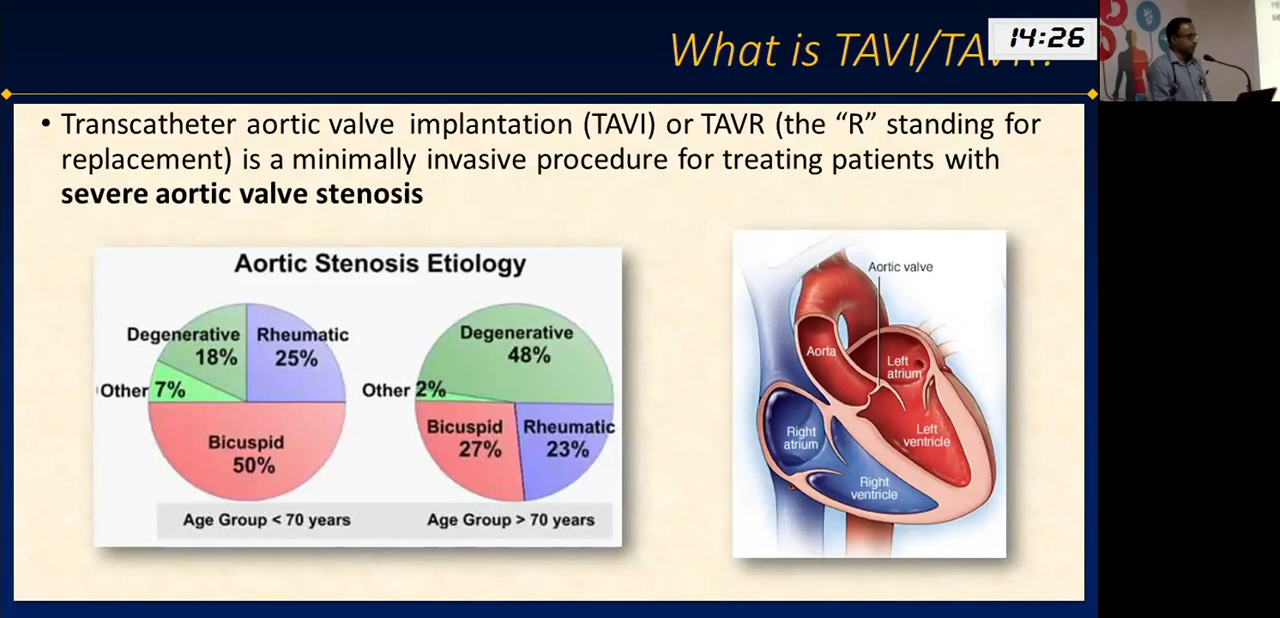 What is TAVI/TAVR?
14:26
• Transcatheter aortic valve implantation (TAVI) or TAVR (the “R” standing for
replacement) is a minimally invasive procedure for treating patients with
severe aortic valve stenosis
Aortic Stenosis Etiology
Degenerative
18%
Rheumatic
25%
Other 7%
Bicuspid
50%
Age Group < 70 years
Degenerative
48%
Other 2%
Bicuspid
27%
Rheumatic
23%
Age Group > 70 years
Aortic valve
Aorta
Left
atrium
Right
atrium
Left
ventricle
Right
ventricle